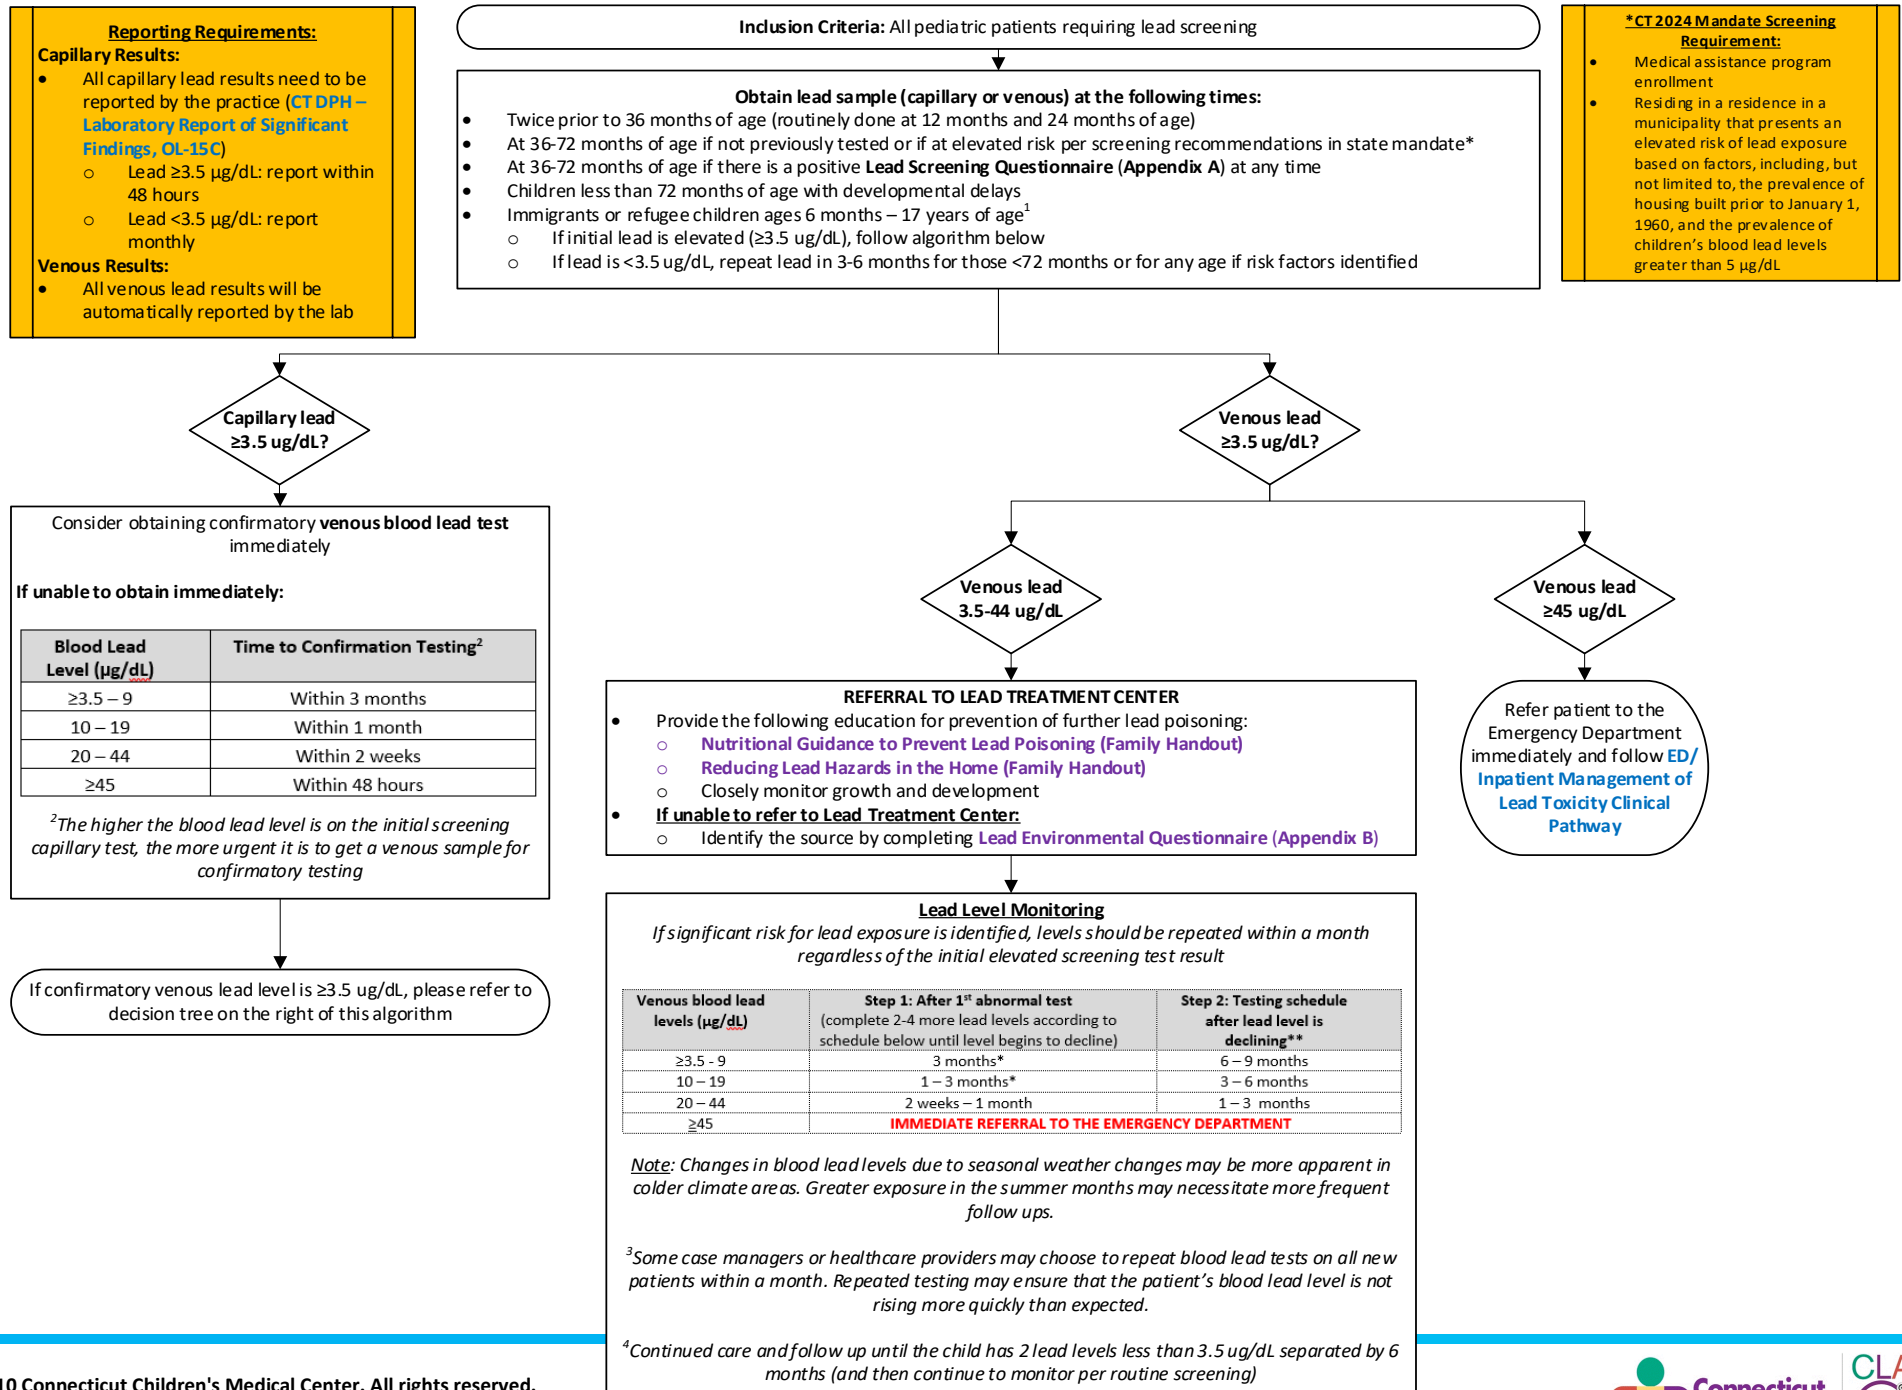 Reporting Requirements:
Capillary Results:
• All capillary lead results need to be
reported by the practice (CT DPH –
Laboratory Report of Significant
Findings, OL-15C)
o Lead ≥3.5 µg/dL: report within
48 hours
o Lead <3.5 µg/dL: report
monthly
Venous Results:
• All venous lead results will be
automatically reported by the lab
Inclusion Criteria: All pediatric patients requiring lead screening
Obtain lead sample (capillary or venous) at the following times:
• Twice prior to 36 months of age (routinely done at 12 months and 24 months of age)
• At 36-72 months of age if not previously tested or if at elevated risk per screening recommendations in state mandate*
• At 36-72 months of age if there is a positive Lead Screening Questionnaire (Appendix A) at any time
• Children less than 72 months of age with developmental delays
• Immigrants or refugee children ages 6 months – 17 years of age1
o If initial lead is elevated (≥3.5 ug/dL), follow algorithm below
o If lead is <3.5 ug/dL, repeat lead in 3-6 months for those <72 months or for any age if risk factors identified
*CT 2024 Mandate Screening
Requirement:
• Medical assistance program
enrollment
• Residing in a residence in a
municipality that presents an
elevated risk of lead exposure
based on factors, including, but
not limited to, the prevalence of
housing built prior to January 1,
1960, and the prevalence of
children's blood lead levels
greater than 5 µg/dL
Capillary lead
≥3.5 ug/dL?
Venous lead
≥3.5 ug/dL?
Consider obtaining confirmatory venous blood lead test
immediately
If unable to obtain immediately:
Blood Lead
Level (µg/dL)
Time to Confirmation Testing2
≥3.5 – 9 Within 3 months
10 – 19 Within 1 month
20 – 44 Within 2 weeks
≥45 Within 48 hours
2The higher the blood lead level is on the initial screening
capillary test, the more urgent it is to get a venous sample for
confirmatory testing
If confirmatory venous lead level is ≥3.5 ug/dL, please refer to
decision tree on the right of this algorithm
Venous lead
3.5-44 ug/dL
Venous lead
≥45 ug/dL
REFERRAL TO LEAD TREATMENT CENTER
• Provide the following education for prevention of further lead poisoning:
o Nutritional Guidance to Prevent Lead Poisoning (Family Handout)
o Reducing Lead Hazards in the Home (Family Handout)
o Closely monitor growth and development
• If unable to refer to Lead Treatment Center:
o Identify the source by completing Lead Environmental Questionnaire (Appendix B)
Refer patient to the
Emergency Department
immediately and follow ED/
Inpatient Management of
Lead Toxicity Clinical
Pathway
Lead Level Monitoring
If significant risk for lead exposure is identified, levels should be repeated within a month
regardless of the initial elevated screening test result
Venous blood lead
levels (µg/dL)
Step 1: After 1st abnormal test
(complete 2-4 more lead levels according to
schedule below until level begins to decline)
Step 2: Testing schedule
after lead level is
declining**
≥3.5 - 9 3 months* 6 – 9 months
10 – 19 1 – 3 months* 3 – 6 months
20 – 44 2 weeks – 1 month 1 – 3 months
≥45 IMMEDIATE REFERRAL TO THE EMERGENCY DEPARTMENT
Note: Changes in blood lead levels due to seasonal weather changes may be more apparent in
colder climate areas. Greater exposure in the summer months may necessitate more frequent
follow ups.
3Some case managers or healthcare providers may choose to repeat blood lead tests on all new
patients within a month. Repeated testing may ensure that the patient's blood lead level is not
rising more quickly than expected.
4Continued care and follow up until the child has 2 lead levels less than 3.5 ug/dL separated by 6
months (and then continue to monitor per routine screening)
10 Connecticut Children's Medical Center. All rights reserved.
Connecticut
CLA